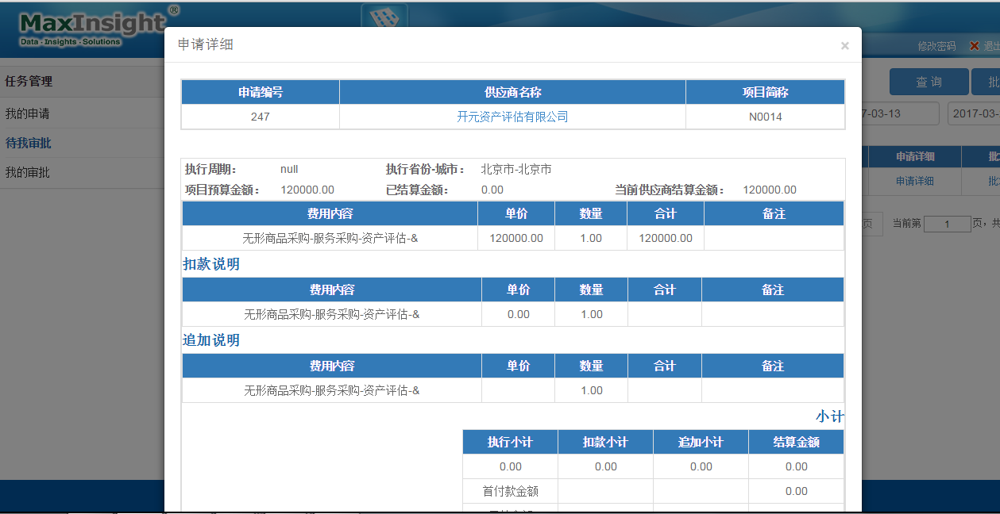 MaxInsight®
Data · Insights · Solutions
修改密码
任务管理
我的申请
待我审批
我的审批
申请详细 ×
申请编号 供应商名称 项目简称
247 开元资产评估有限公司 N0014
执行周期： null 执行省份-城市： 北京市-北京市
项目预算金额： 120000.00 已结算金额： 0.00 当前供应商结算金额： 120000.00
费用内容 单价 数量 合计 备注
无形商品采购-服务采购-资产评估-& 120000.00 1.00 120000.00
扣款说明
费用内容 单价 数量 合计 备注
无形商品采购-服务采购-资产评估-& 0.00 1.00
追加说明
费用内容 单价 数量 合计 备注
无形商品采购-服务采购-资产评估-& 1.00
小计
执行小计 扣款小计 追加小计 结算金额
0.00 0.00 0.00 0.00
首付款金额 0.00
查 询 批
7-03-13 2017-03-
申请详细 批
申请详细 批
页 当前第 1 页，共